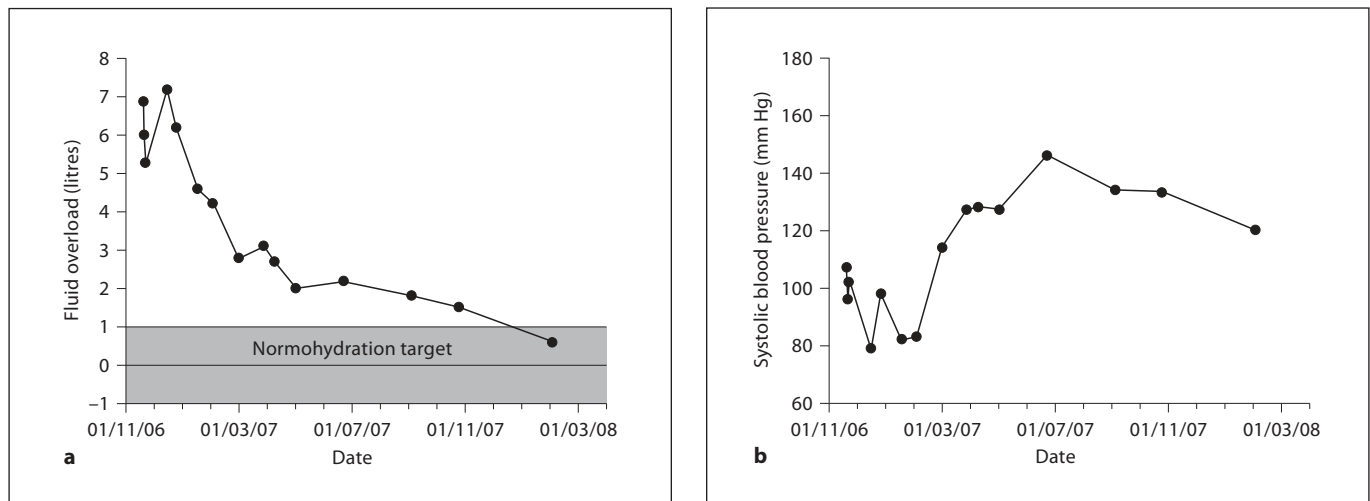 8
7
6
5
4
3
2
1
0
–1
Fluid overload (litres)
Normohydration target
01/11/06 01/03/07 01/07/07 01/11/07 01/03/08
Date
a
180
160
140
120
100
80
60
Systolic blood pressure (mm Hg)
01/11/06 01/03/07 01/07/07 01/11/07 01/03/08
Date
b